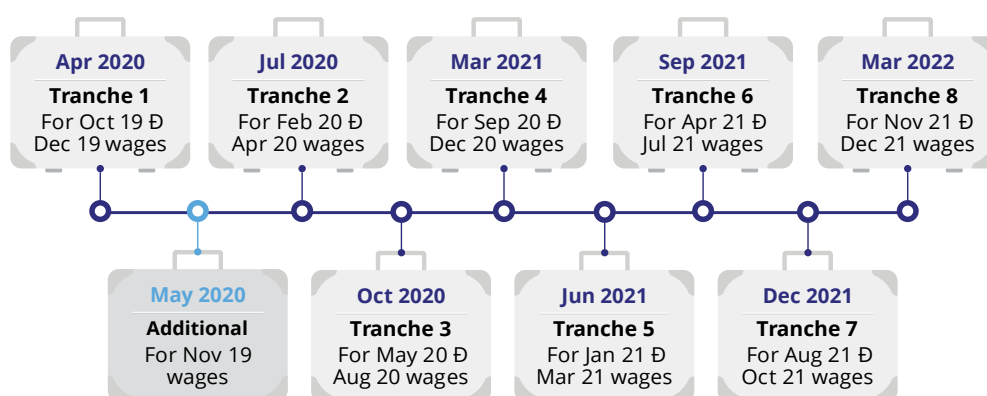 Apr 2020
Tranche 1
For Oct 19 Đ
Dec 19 wages
May 2020
Additional
For Nov 19
wages
Jul 2020
Tranche 2
For Feb 20 Đ
Apr 20 wages
Oct 2020
Tranche 3
For May 20 Đ
Aug 20 wages
Mar 2021
Tranche 4
For Sep 20 Đ
Dec 20 wages
Jun 2021
Tranche 5
For Jan 21 Đ
Mar 21 wages
Sep 2021
Tranche 6
For Apr 21 Đ
Jul 21 wages
Dec 2021
Tranche 7
For Aug 21 Đ
Oct 21 wages
Mar 2022
Tranche 8
For Nov 21 Đ
Dec 21 wages